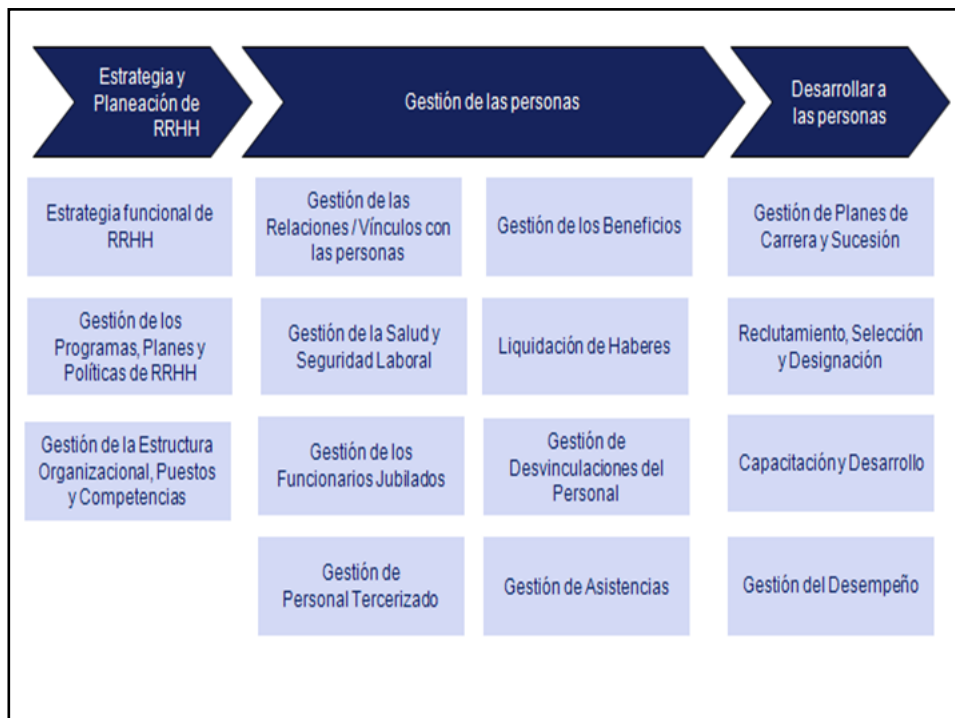 Estrategia y
Planeación de
RRHH
Gestión de las personas
Desarrollar a
las personas
Estrategia funcional de
RRHH
Gestión de las
Relaciones / Vínculos con
las personas
Gestión de los Beneficios
Gestión de Planes de
Carrera y Sucesión
Gestión de los
Programas, Planes y
Políticas de RRHH
Gestión de la Salud y
Seguridad Laboral
Liquidación de Haberes
Reclutamiento, Selección
y Designación
Gestión de la Estructura
Organizacional, Puestos
y Competencias
Gestión de los
Funcionarios Jubilados
Gestión de
Desvinculaciones del
Personal
Capacitación y Desarrollo
Gestión de
Personal Tercerizado
Gestión de Asistencias
Gestión del Desempeño